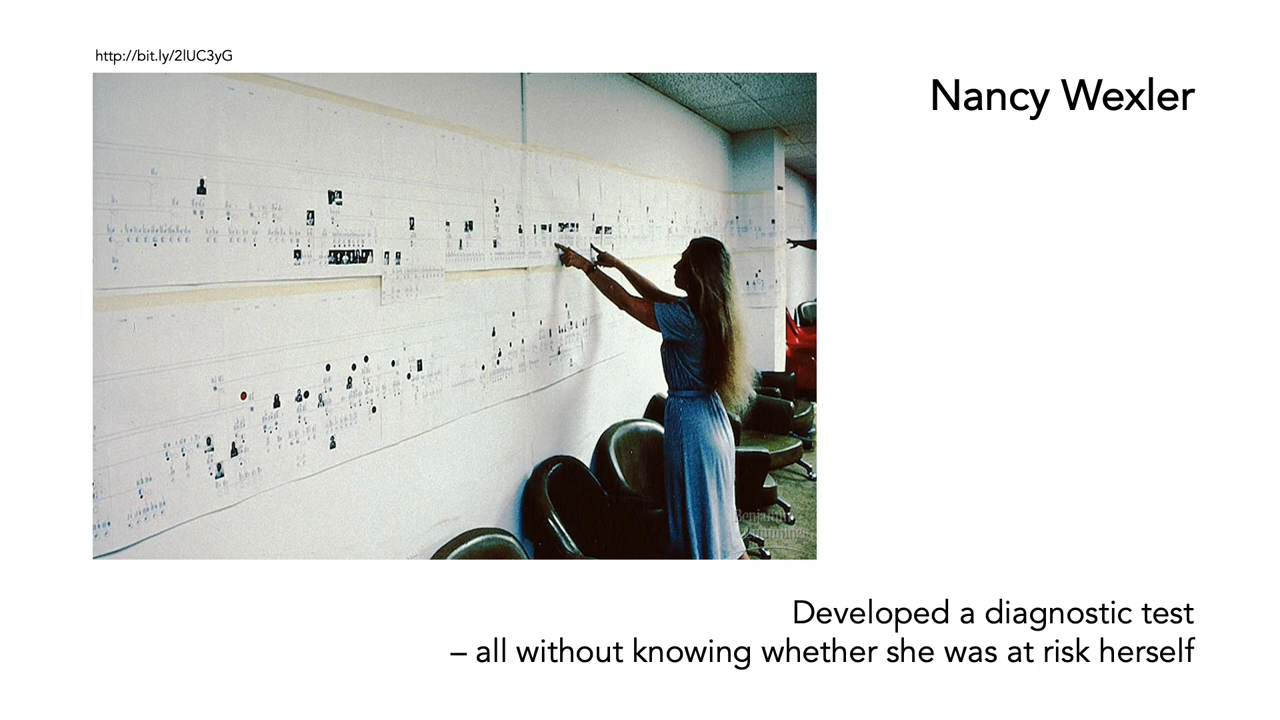 http://bit.ly/2lUC3yG
Nancy Wexler
Developed a diagnostic test
– all without knowing whether she was at risk herself